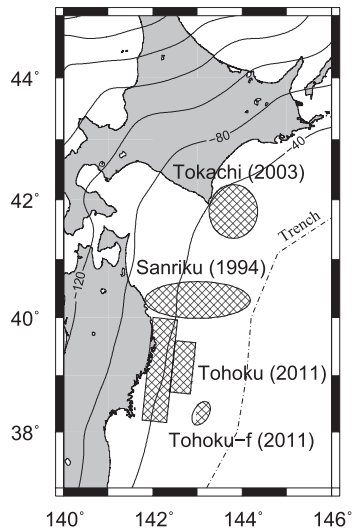 44°
−80
−40
Tokachi (2003)
42°
Trench
Sanriku (1994)
−120
40°
Tohoku (2011)
38°
Tohoku−f (2011)
140° 142° 144° 146°